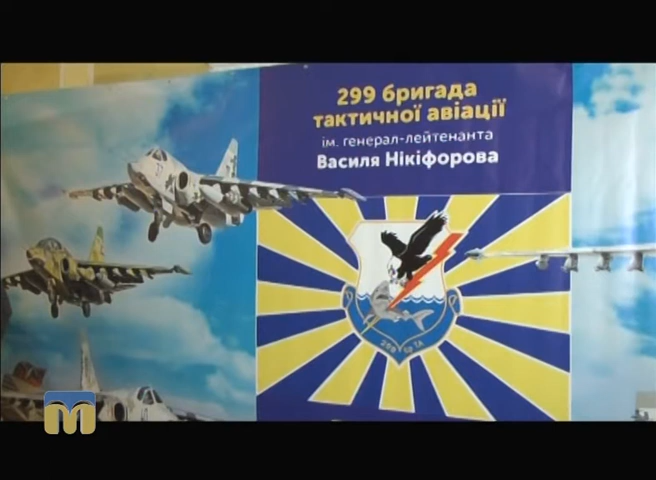 299 бригада
тактичної авіації
ім. генерал-лейтенанта
Василя Нікіфорова